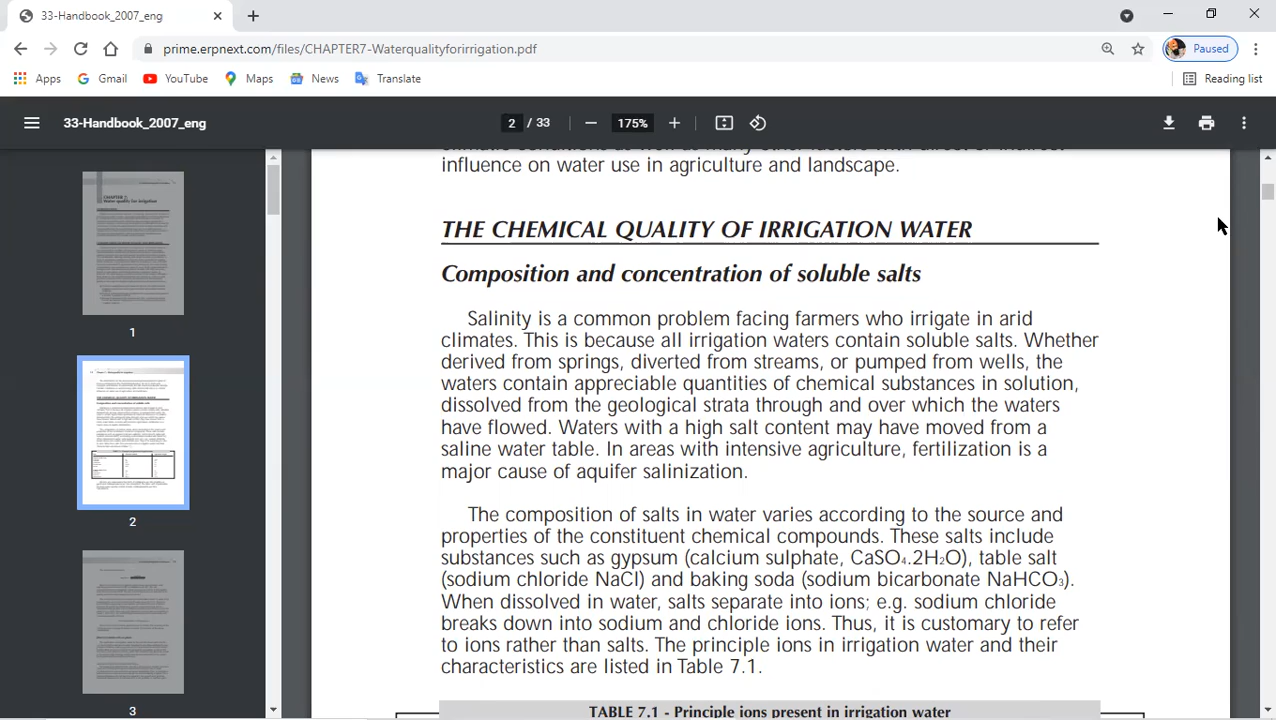 33-Handbook_2007_eng
prime.erpnext.com/files/CHAPTER7-Waterqualityforirrigation.pdf
Paused
Apps Gmail YouTube Maps News Translate Reading list
33-Handbook_2007_eng 2 / 33 175%
influence on water use in agriculture and landscape.
THE CHEMICAL QUALITY OF IRRIGATION WATER
Composition and concentration of soluble salts
Salinity is a common problem facing farmers who irrigate in arid
climates. This is because all irrigation waters contain soluble salts. Whether
derived from springs, diverted from streams, or pumped from wells, the
waters contain appreciable quantities of chemical substances in solution,
dissolved from the geological strata through and over which the waters
have flowed. Waters with a high salt content may have moved from a
saline water table. In areas with intensive agriculture, fertilization is a
major cause of aquifer salinization.
The composition of salts in water varies according to the source and
properties of the constituent chemical compounds. These salts include
substances such as gypsum (calcium sulphate, CaSO₄.2H₂O), table salt
(sodium chloride NaCl) and baking soda (sodium bicarbonate NaHCO₃).
When dissolved in water, salts separate into ions; e.g. sodium chloride
breaks down into sodium and chloride ions. Thus, it is customary to refer
to ions rather than salts. The principle ions in irrigation water and their
characteristics are listed in Table 7.1.
TABLE 7.1 - Principle ions present in irrigation water
1
2
3